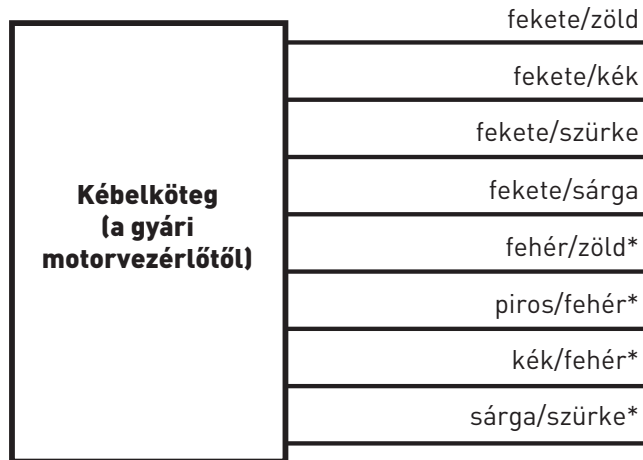 fekete/zöld
fekete/kék
fekete/szürke
fekete/sárga
Kébelköteg
(a gyári
motorvezérlőtől)
fehér/zöld*
piros/fehér*
kék/fehér*
sárga/szürke*